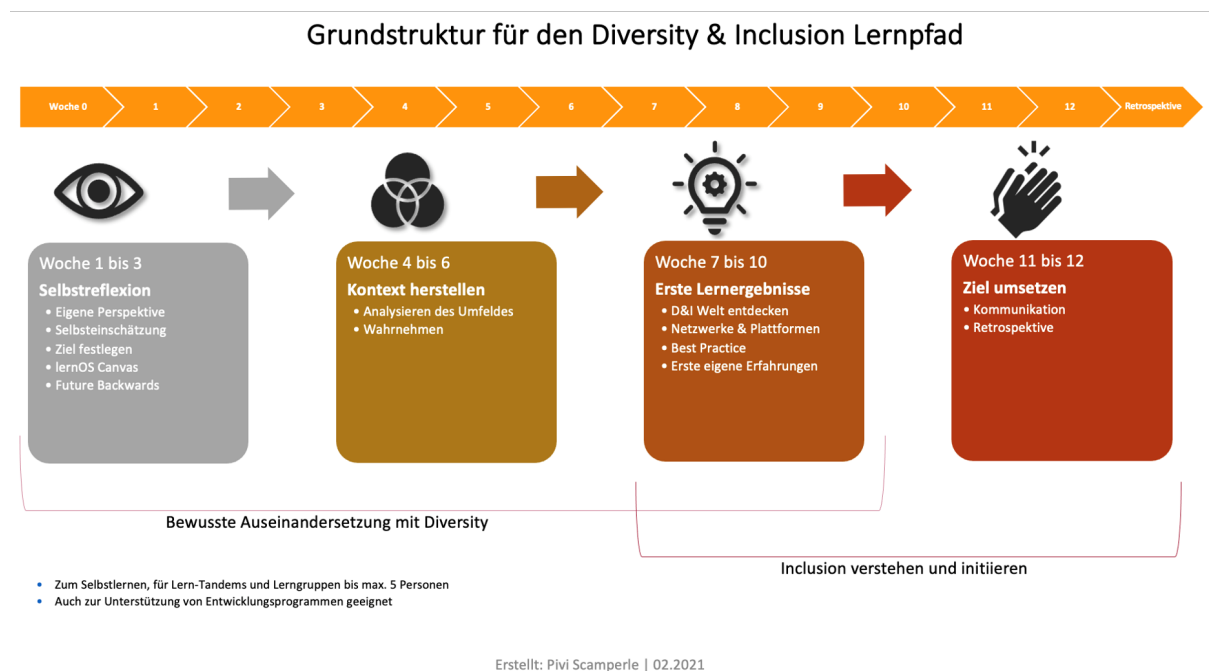 Grundstruktur für den Diversity & Inclusion Lernpfad
Woche 0 1 2 3 4 5 6 7 8 9 10 11 12 Retrospektive
Woche 1 bis 3
Selbstreflexion
• Eigene Perspektive
• Selbsteinschätzung
• Ziel festlegen
• lernOS Canvas
• Future Backwards
Woche 4 bis 6
Kontext herstellen
• Analysieren des Umfeldes
• Wahrnehmen
Woche 7 bis 10
Erste Lernergebnisse
• D&I Welt entdecken
• Netzwerke & Plattformen
• Best Practice
• Erste eigene Erfahrungen
Woche 11 bis 12
Ziel umsetzen
• Kommunikation
• Retrospektive
Bewusste Auseinandersetzung mit Diversity
Inclusion verstehen und initiieren
• Zum Selbstlernen, für Lern-Tandems und Lerngruppen bis max. 5 Personen
• Auch zur Unterstützung von Entwicklungsprogrammen geeignet
Erstellt: Pivi Scamperle | 02.2021